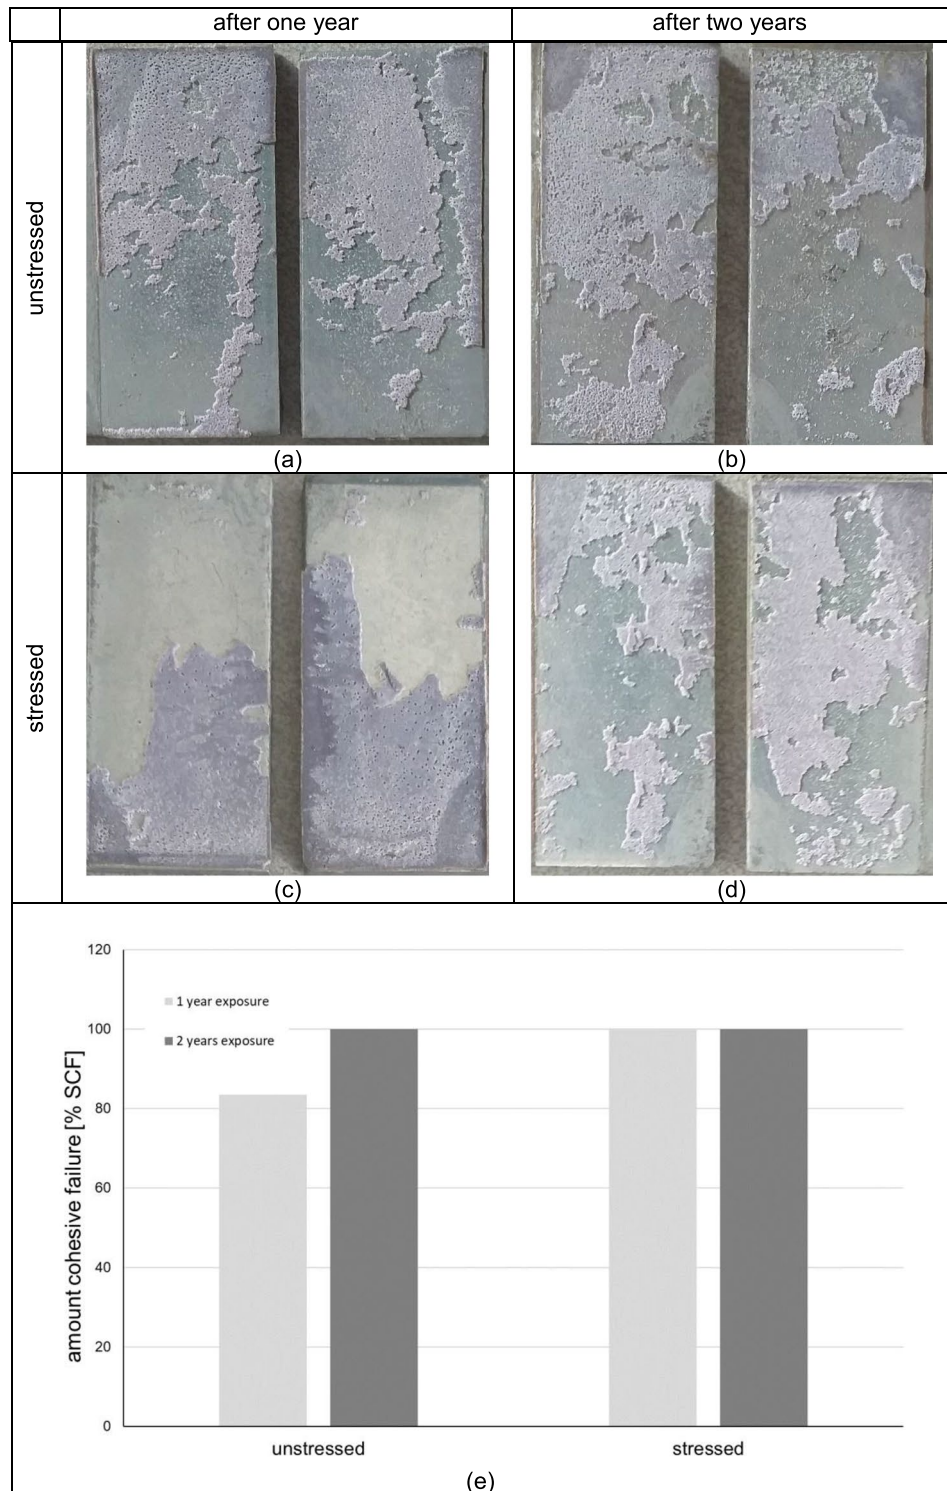 after one year
after two years
unstressed
(a)
(b)
stressed
(c)
(d)
120
1 year exposure
100
2 years exposure
80
60
40
20
0
amount cohesive failure [% SCF]
unstressed
stressed
(e)